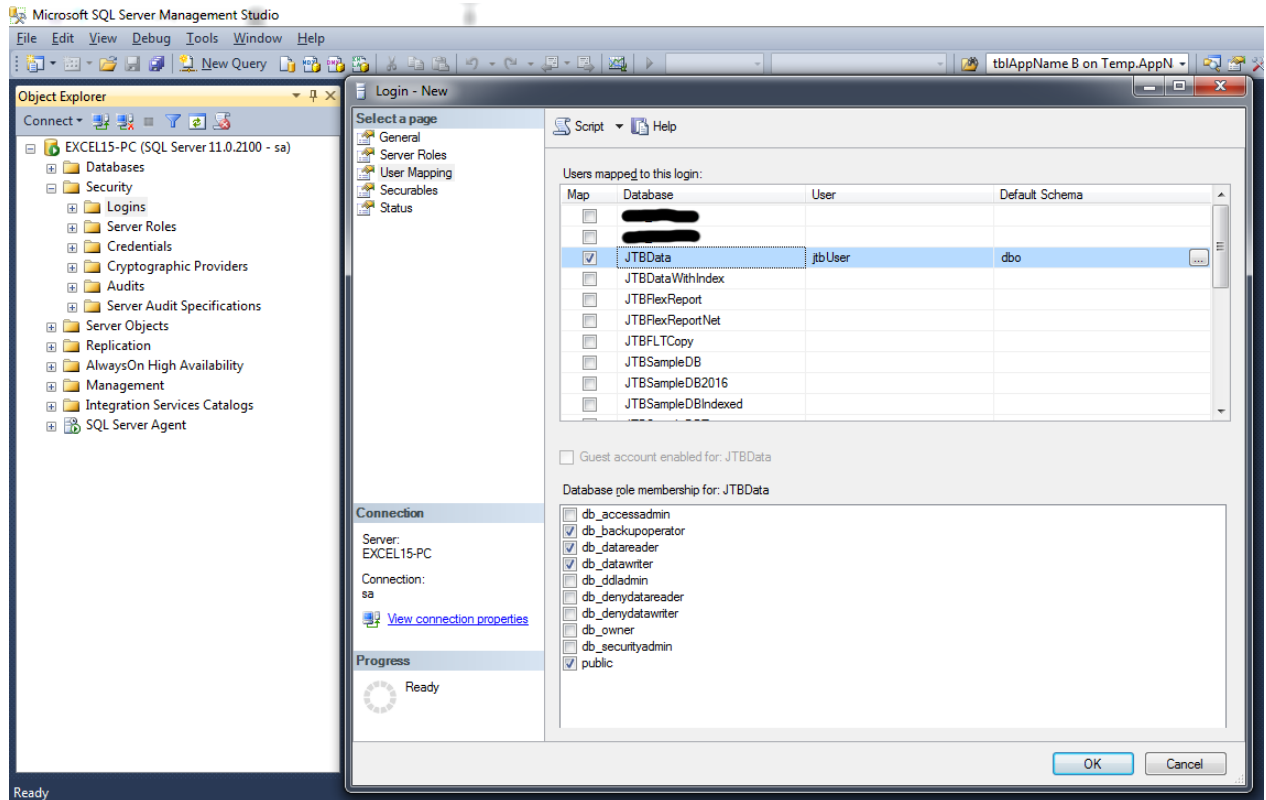 Microsoft SQL Server Management Studio
File Edit View Debug Tools Window Help
New Query
tblAppName B on Temp.AppN
Object Explorer
Connect
EXCEL15-PC (SQL Server 11.0.2100 - sa)
Databases
Security
Logins
Server Roles
Credentials
Cryptographic Providers
Audits
Server Audit Specifications
Server Objects
Replication
AlwaysOn High Availability
Management
Integration Services Catalogs
SQL Server Agent
Ready
Login - New
Select a page
General
Server Roles
User Mapping
Securables
Status
Connection
Server:
EXCEL15-PC
Connection:
sa
View connection properties
Progress
Ready
Script Help
Users mapped to this login:
Map Database User Default Schema
JTBData jtbUser dbo ...
JTBDataWithIndex
JTBFlexReport
JTBFlexReportNet
JTBFLTCopy
JTBSampleDB
JTBSampleDB2016
JTBSampleDBIndexed
Guest account enabled for: JTBData
Database role membership for: JTBData
db_accessadmin
db_backupoperator
db_datareader
db_datawriter
db_ddladmin
db_denydatareader
db_denydatawriter
db_owner
db_securityadmin
public
OK Cancel